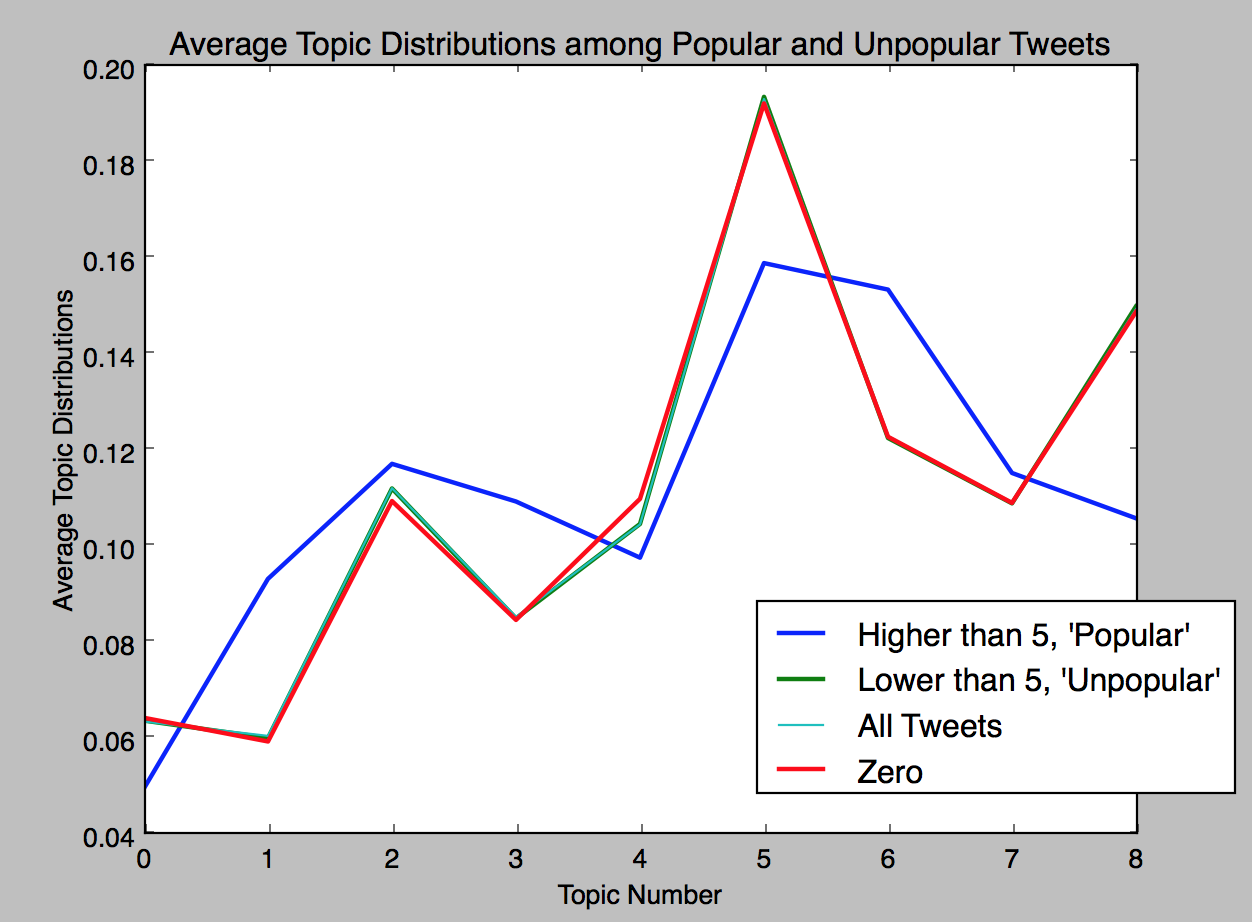 Average Topic Distributions among Popular and Unpopular Tweets
0.20
0.18
0.16
0.14
0.12
0.10
0.08
0.06
0.04
Average Topic Distributions
0 1 2 3 4 5 6 7 8
Topic Number
Higher than 5, 'Popular'
Lower than 5, 'Unpopular'
All Tweets
Zero